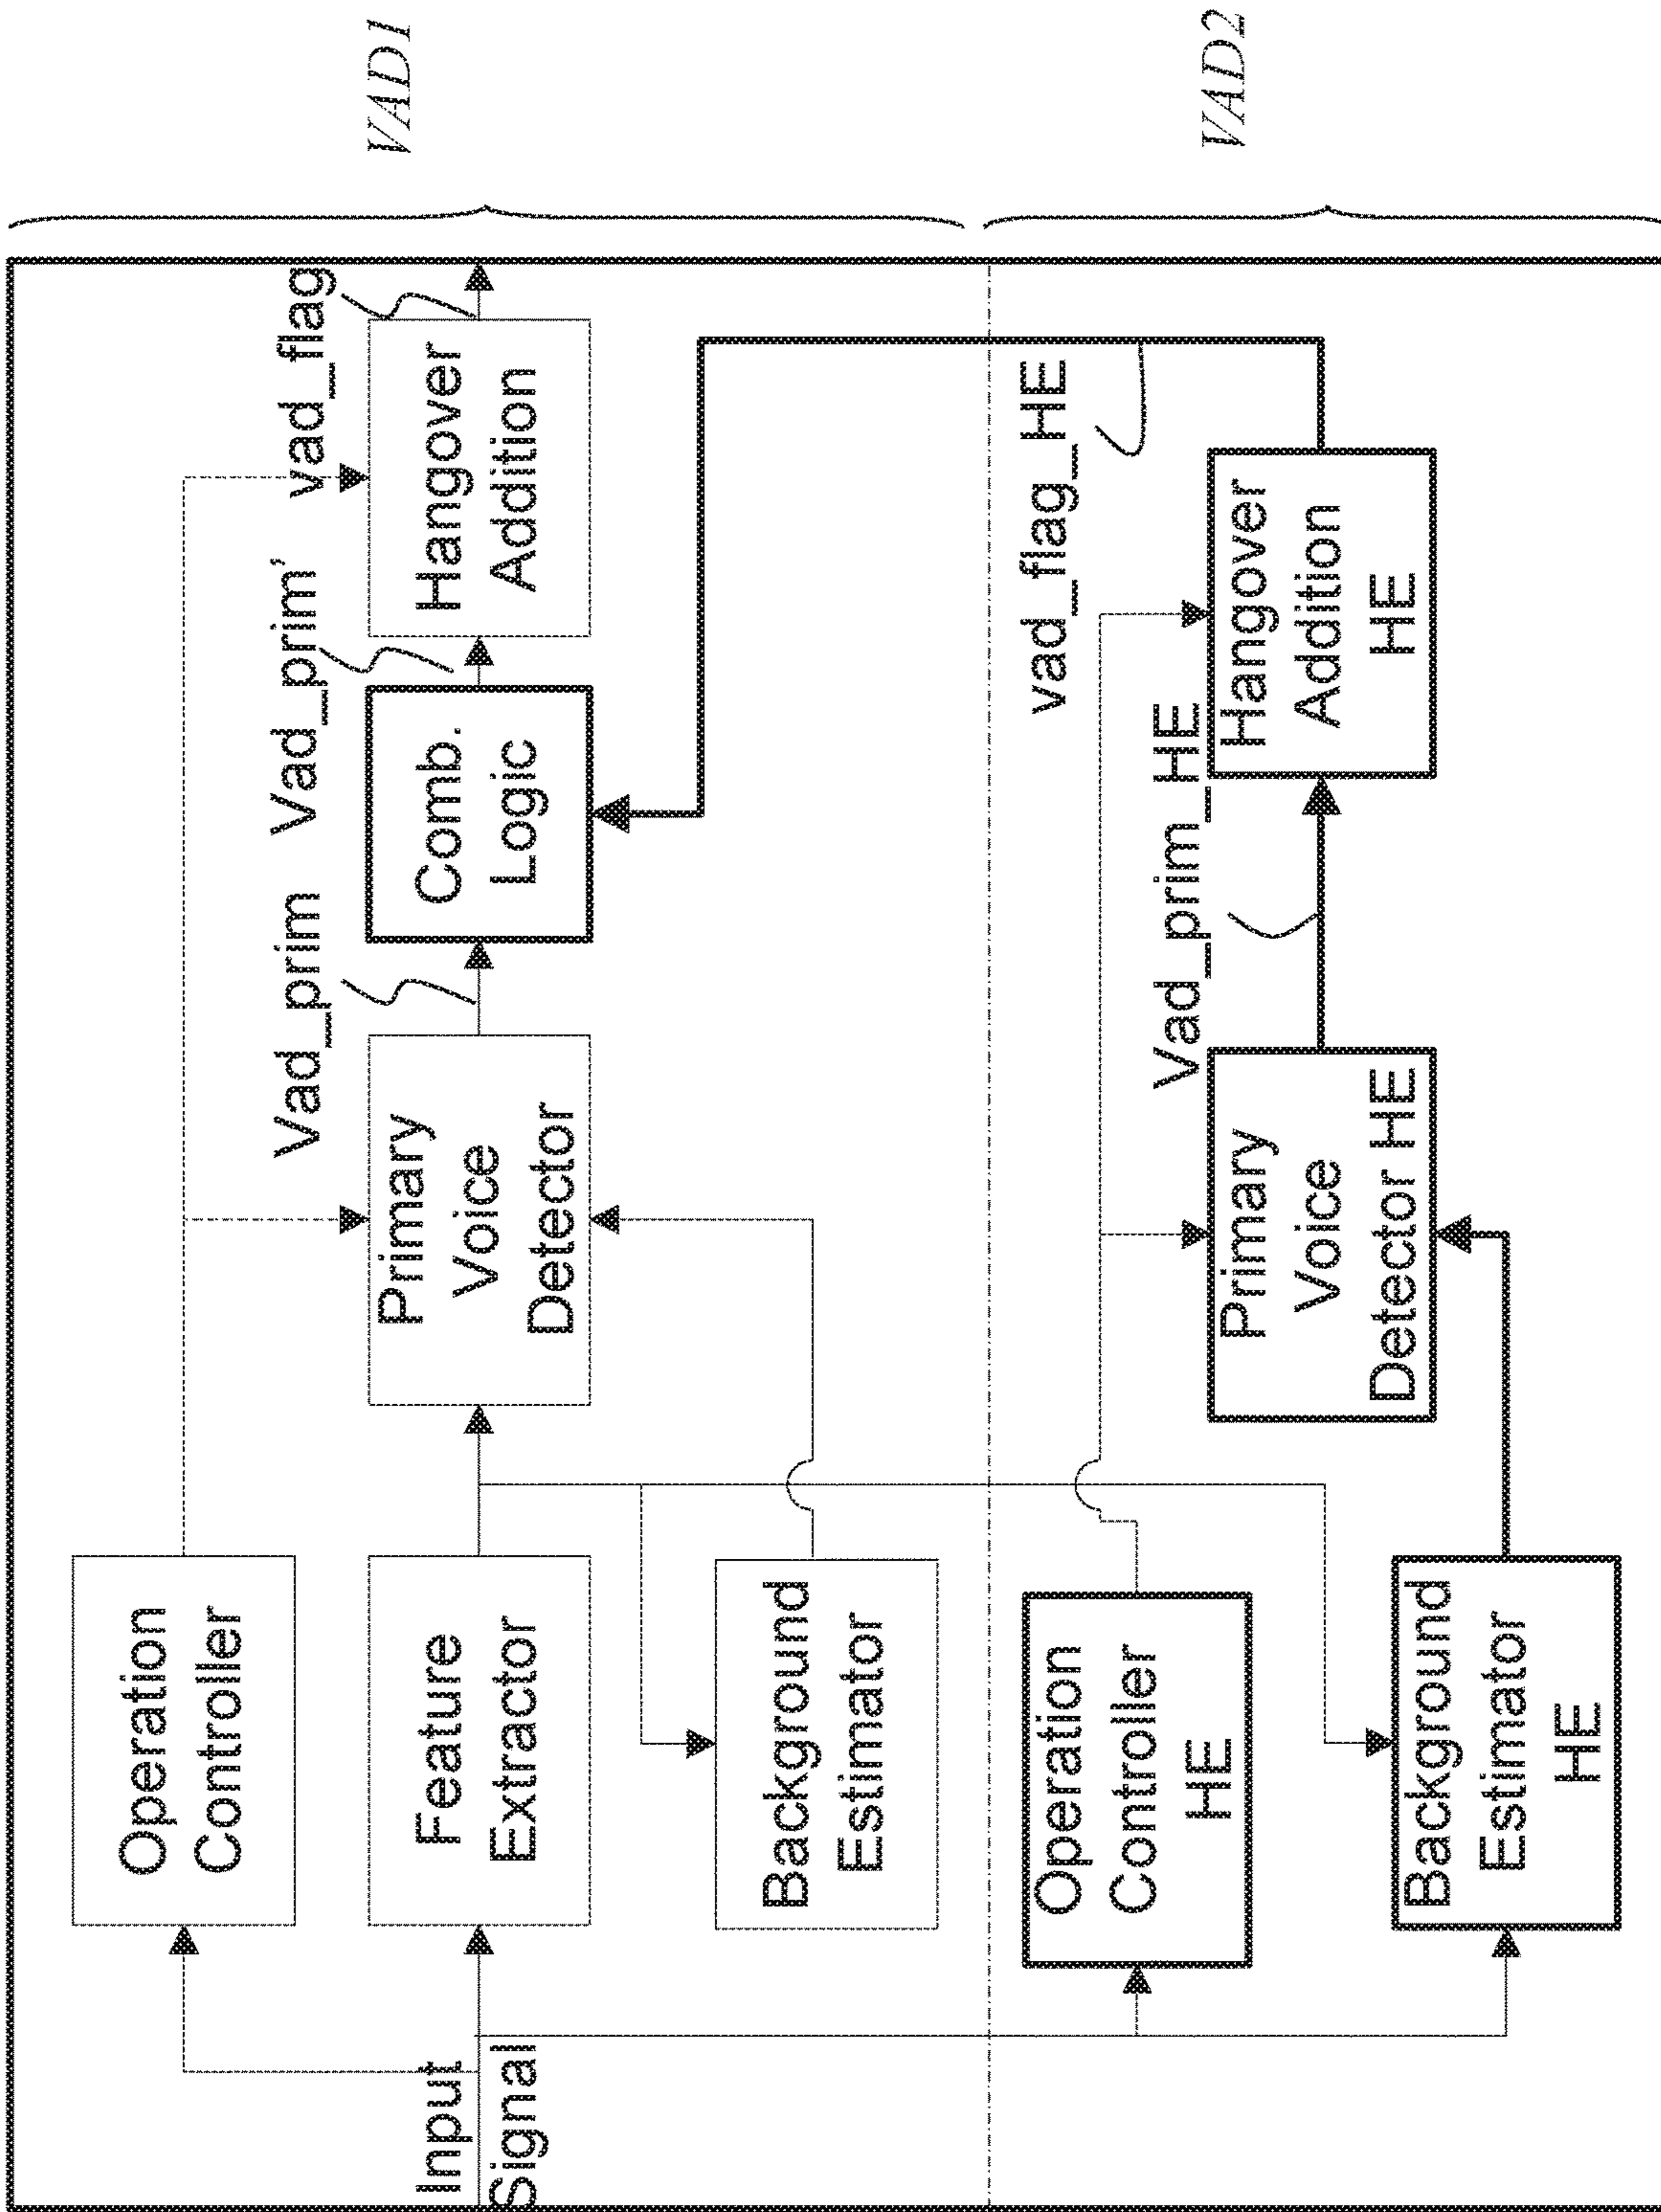 Operation
Controller
Input
Signal
Feature
Extractor
Background
Estimator
Primary
Voice
Detector
Vad_prim
Comb.
Logic
Vad_prim'
Hangover
Addition
vad_flag
VAD1
Operation
Controller
HE
Background
Estimator
HE
Primary
Voice
Detector HE
Vad_prim_HE
Hangover
Addition
HE
vad_flag_HE
VAD2